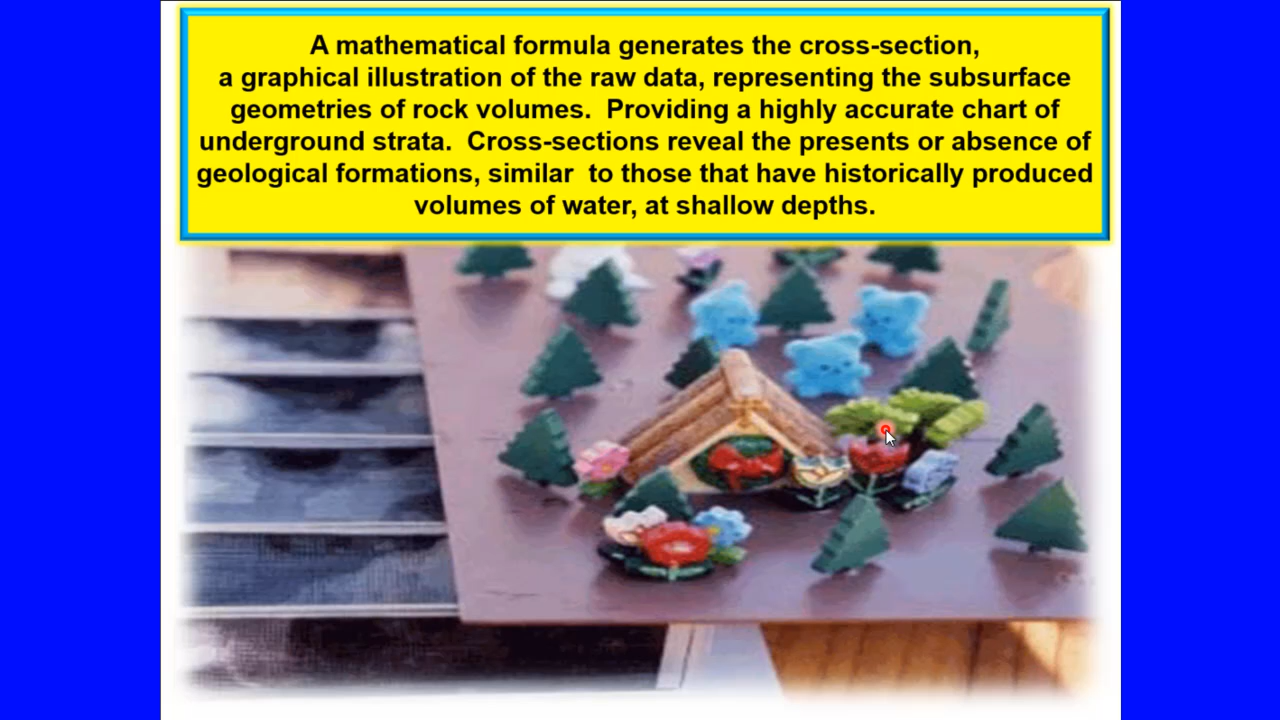 A mathematical formula generates the cross-section,
a graphical illustration of the raw data, representing the subsurface
geometries of rock volumes.  Providing a highly accurate chart of
underground strata.  Cross-sections reveal the presents or absence of
geological formations, similar  to those that have historically produced
volumes of water, at shallow depths.